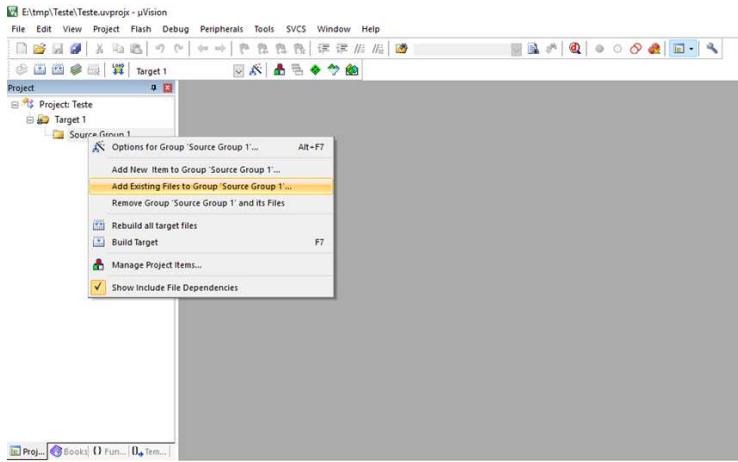 E:\tmp\Teste\Teste.uvprojx - µVision
File Edit View Project Flash Debug Peripherals Tools SVCS Window Help
LOAD Target 1
Project
Project: Teste
Target 1
Source Group 1
Options for Group 'Source Group 1'... Alt+F7
Add New Item to Group 'Source Group 1'...
Add Existing Files to Group 'Source Group 1'...
Remove Group 'Source Group 1' and its Files
Rebuild all target files
Build Target F7
Manage Project Items...
Show Include File Dependencies
Proj... Books {} Fun... 0 Tem...